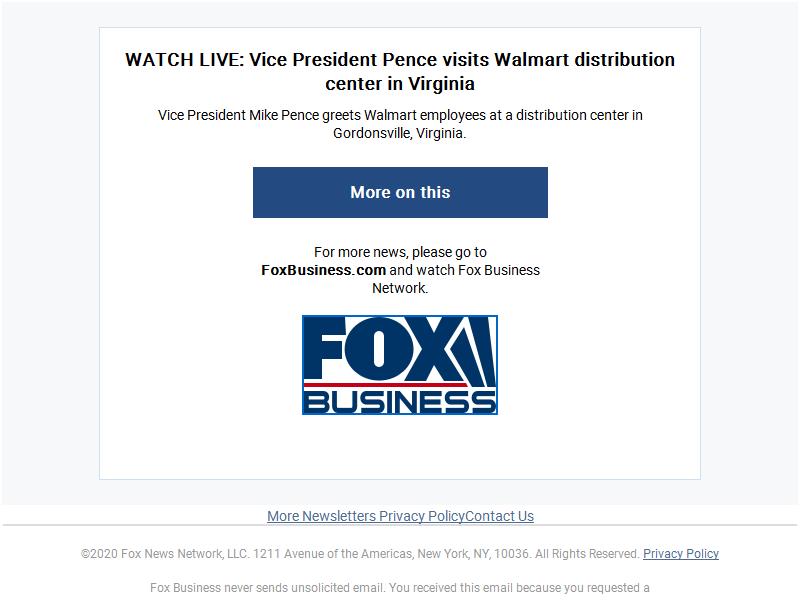 WATCH LIVE: Vice President Pence visits Walmart distribution
center in Virginia
Vice President Mike Pence greets Walmart employees at a distribution center in
Gordonsville, Virginia.
More on this
For more news, please go to
FoxBusiness.com and watch Fox Business
Network.
FOX
BUSINESS
More Newsletters Privacy PolicyContact Us
©2020 Fox News Network, LLC. 1211 Avenue of the Americas, New York, NY, 10036. All Rights Reserved. Privacy Policy
Fox Business never sends unsolicited email. You received this email because you requested a